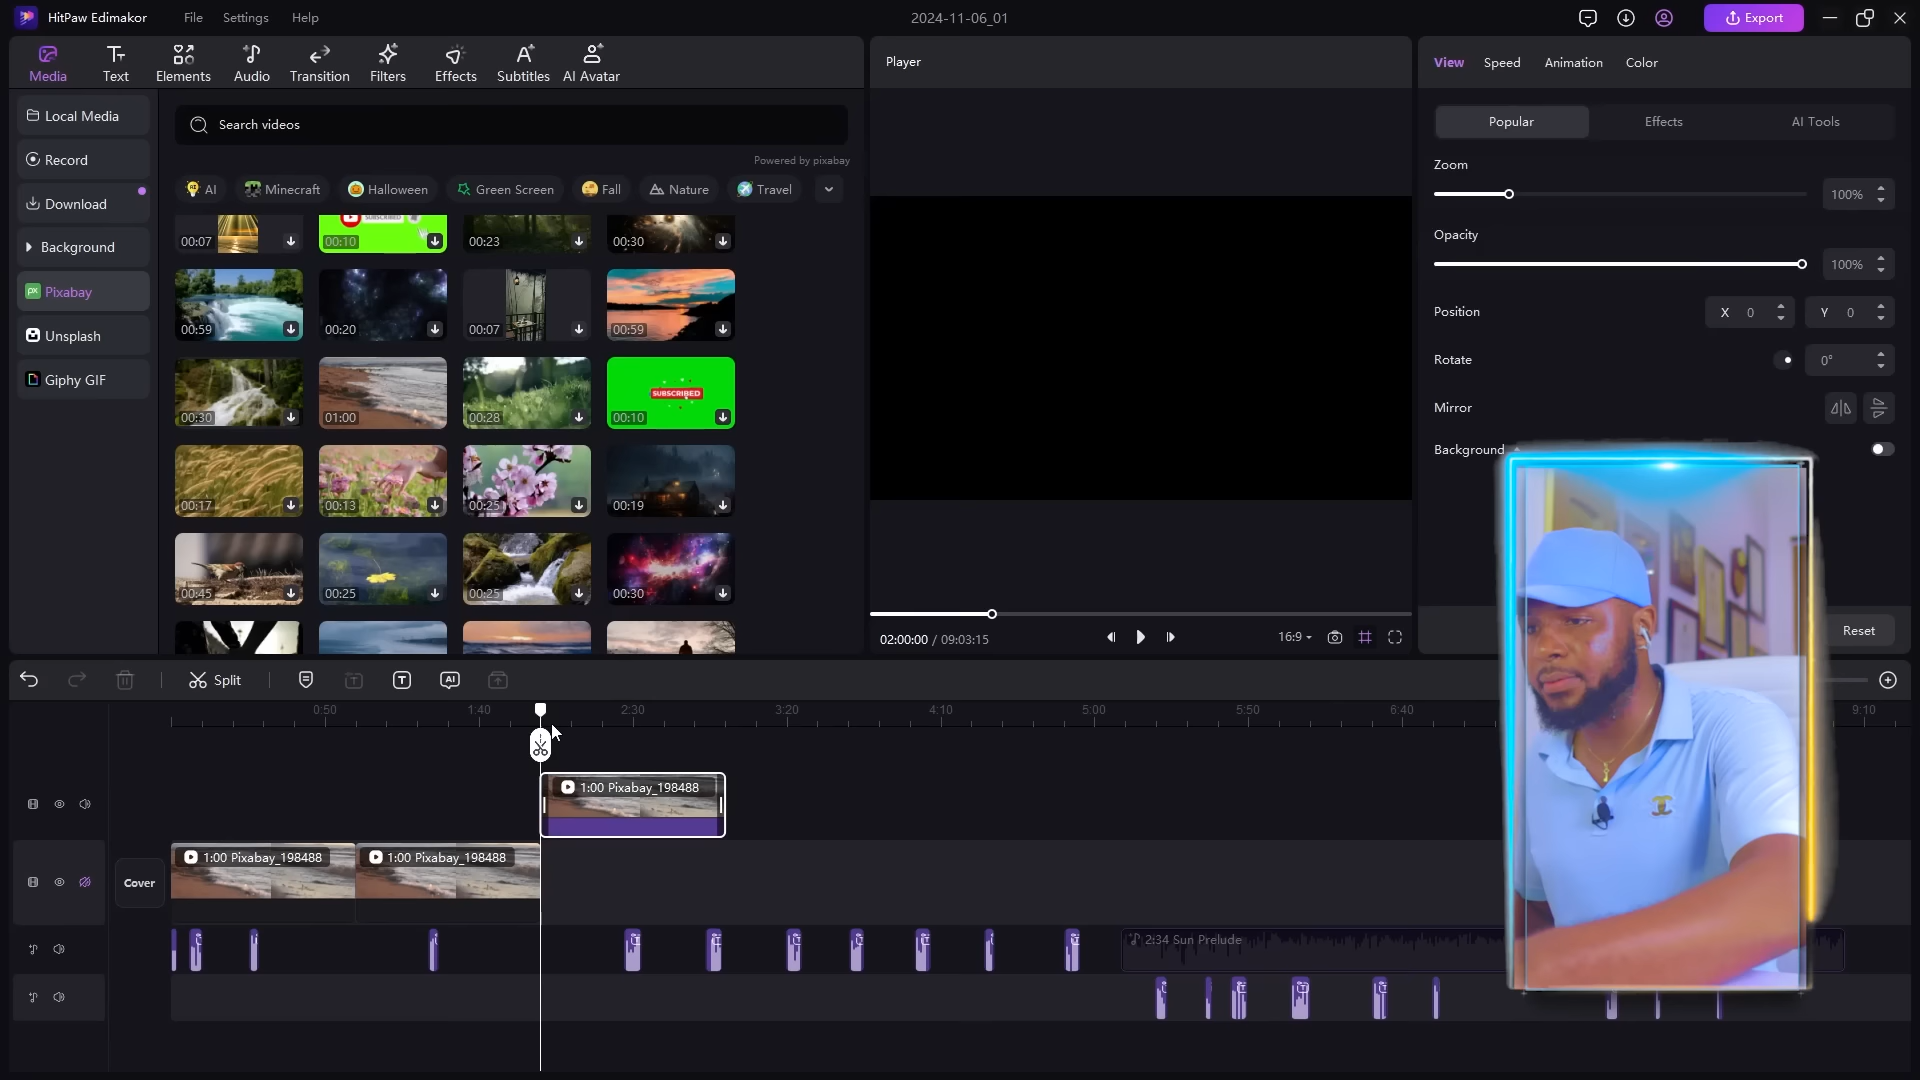 HitPaw Edimakor
File
Settings
Help
2024-11-06_01
Export
Media
Text
Elements
Audio
Transition
Filters
Effects
Subtitles
AI Avatar
Local Media
Record
Download
Background
Pixabay
Unsplash
Giphy GIF
Search videos
Powered by pixabay
AI
Minecraft
Halloween
Green Screen
Fall
Nature
Travel
00:07
00:10
00:23
00:30
00:59
00:20
00:07
00:59
00:30
01:00
00:28
SUBSCRIBED
00:10
00:17
00:13
00:25
00:19
00:45
00:25
00:25
00:30
Player
02:00:00 / 09:03:15
16:9
View
Speed
Animation
Color
Popular
Effects
AI Tools
Zoom
100%
Opacity
100%
Position
X 0
Y 0
Rotate
0°
Mirror
Background
Reset
Split
0:50
1:40
2:30
3:20
4:10
5:00
5:50
6:40
9:10
1:00 Pixabay_198488
Cover
1:00 Pixabay_198488
1:00 Pixabay_198488
2:34 Sun Prelude